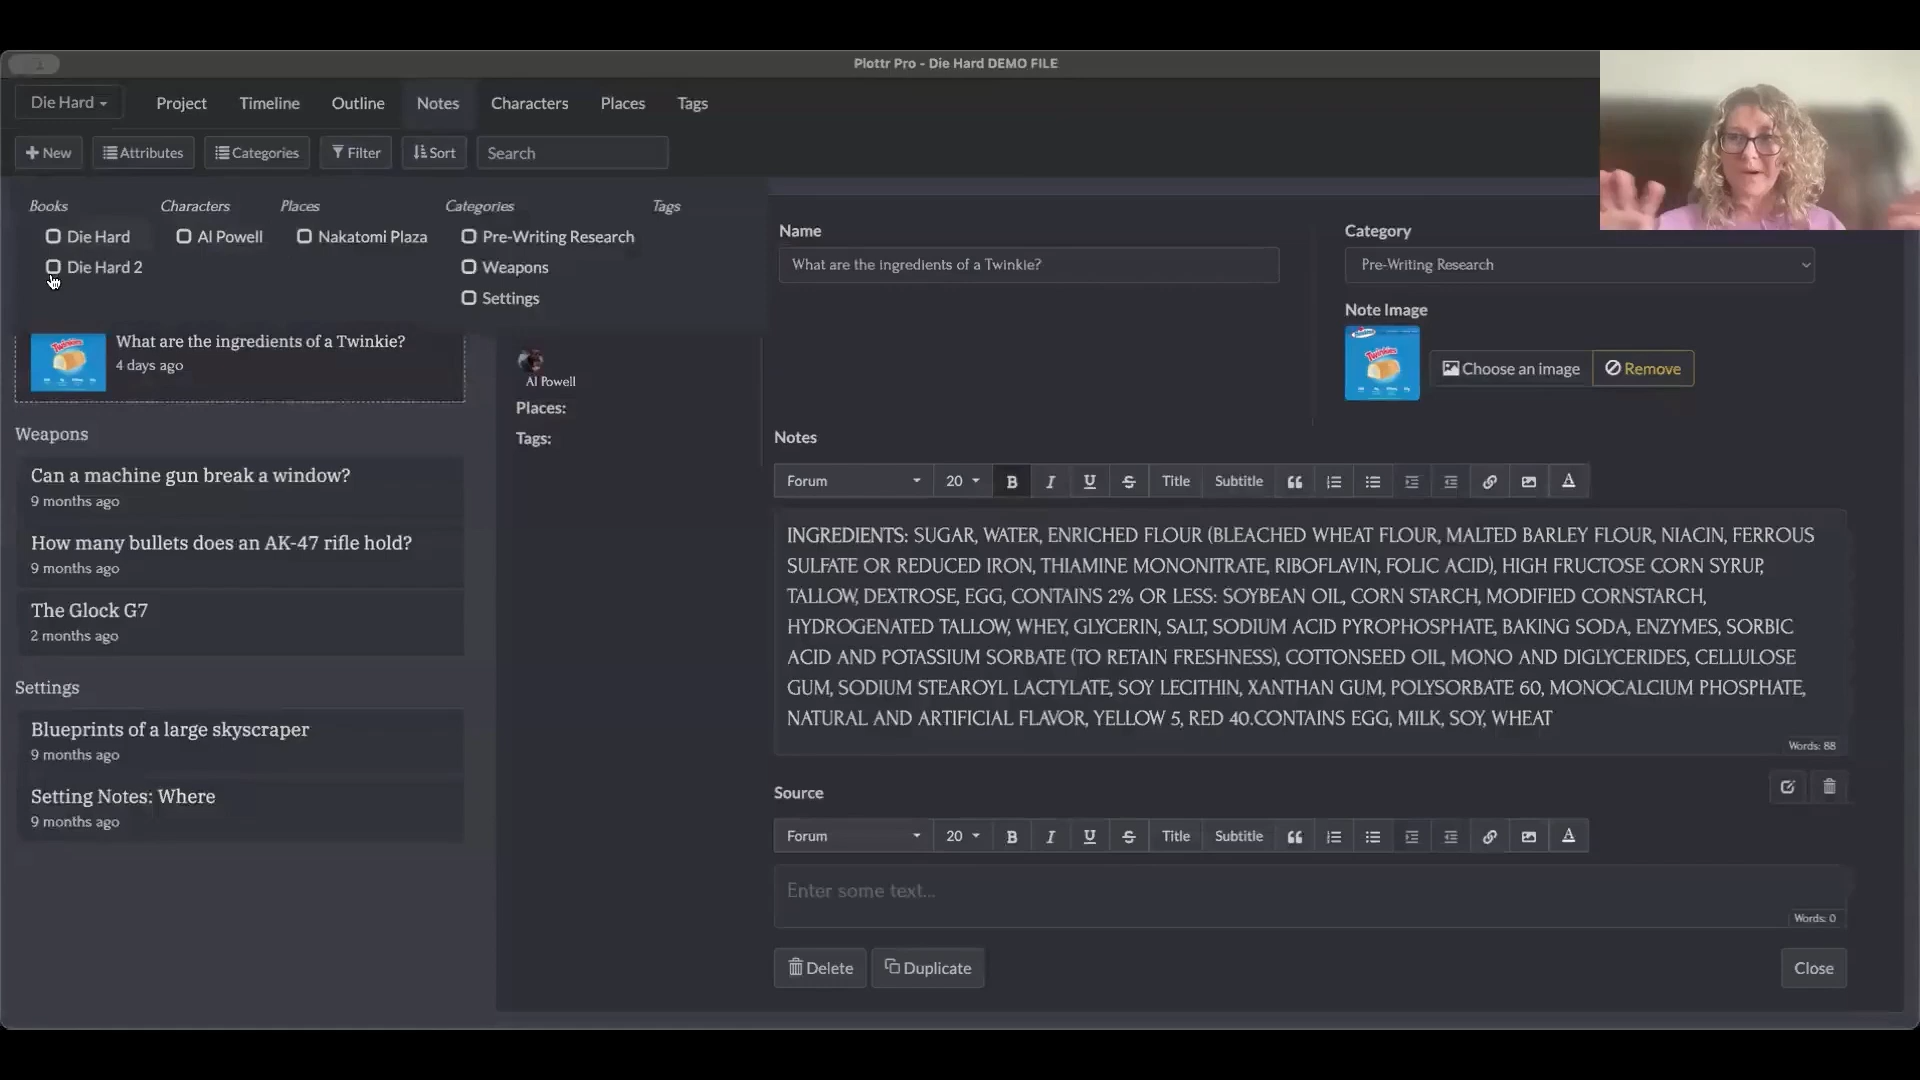 Plottr Pro - Die Hard DEMO FILE
Die Hard
Project
Timeline
Outline
Notes
Characters
Places
Tags
New
Attributes
Categories
Filter
Sort
Search
Books
Characters
Places
Categories
Tags
Die Hard
Al Powell
Nakatomi Plaza
Pre-Writing Research
Die Hard 2
Weapons
Settings
What are the ingredients of a Twinkie?
4 days ago
Twinkies
Weapons
Can a machine gun break a window?
9 months ago
How many bullets does an AK-47 rifle hold?
9 months ago
The Glock G7
2 months ago
Settings
Blueprints of a large skyscraper
9 months ago
Setting Notes: Where
9 months ago
Al Powell
Places:
Tags:
Name
What are the ingredients of a Twinkie?
Category
Pre-Writing Research
Note Image
Twinkies
Choose an image
Remove
Notes
Forum
20
B
I
U
S
Title
Subtitle
A
INGREDIENTS: SUGAR, WATER, ENRICHED FLOUR (BLEACHED WHEAT FLOUR, MALTED BARLEY FLOUR, NIACIN, FERROUS
SULFATE OR REDUCED IRON, THIAMINE MONONITRATE, RIBOFLAVIN, FOLIC ACID), HIGH FRUCTOSE CORN SYRUP,
TALLOW, DEXTROSE, EGG, CONTAINS 2% OR LESS: SOYBEAN OIL, CORN STARCH, MODIFIED CORNSTARCH,
HYDROGENATED TALLOW, WHEY, GLYCERIN, SALT, SODIUM ACID PYROPHOSPHATE, BAKING SODA, ENZYMES, SORBIC
ACID AND POTASSIUM SORBATE (TO RETAIN FRESHNESS), COTTONSEED OIL, MONO AND DIGLYCERIDES, CELLULOSE
GUM, SODIUM STEAROYL LACTYLATE, SOY LECITHIN, XANTHAN GUM, POLYSORBATE 60, MONOCALCIUM PHOSPHATE,
NATURAL AND ARTIFICIAL FLAVOR, YELLOW 5, RED 40.CONTAINS EGG, MILK, SOY, WHEAT
Words: 88
Source
Forum
20
B
I
U
S
Title
Subtitle
A
Enter some text...
Words: 0
Delete
Duplicate
Close